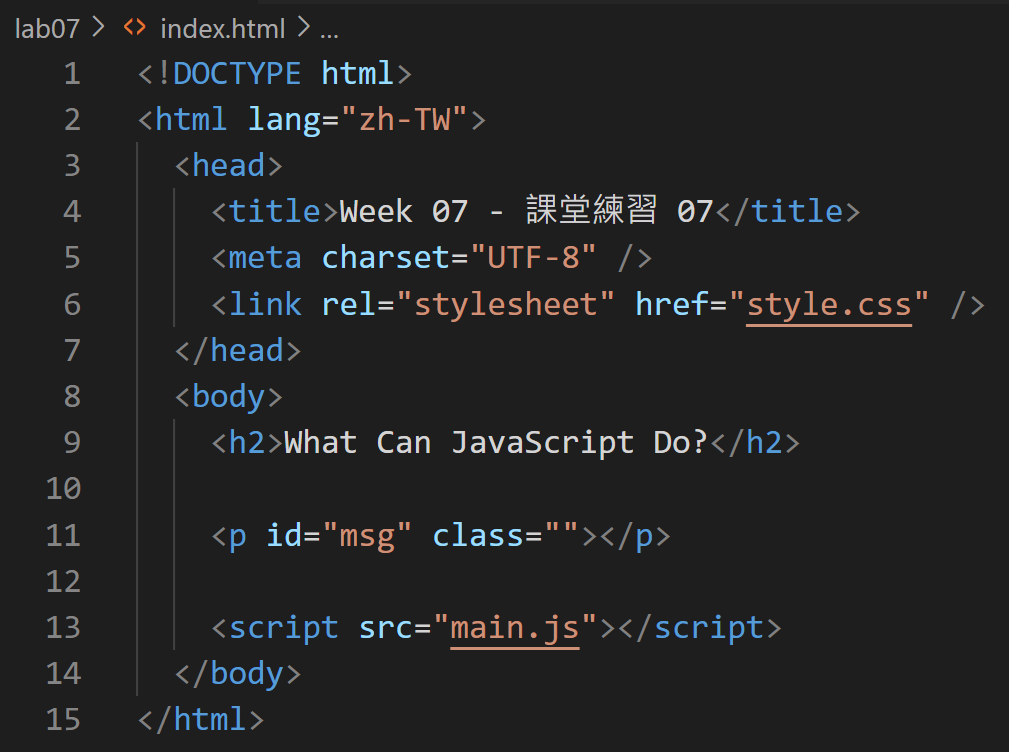 lab07 > <> index.html > ...
1 <!DOCTYPE html>
2 <html lang="zh-TW">
3   <head>
4     <title>Week 07 - 課堂練習 07</title>
5     <meta charset="UTF-8" />
6     <link rel="stylesheet" href="style.css" />
7   </head>
8   <body>
9     <h2>What Can JavaScript Do?</h2>
10
11     <p id="msg" class=""></p>
12
13     <script src="main.js"></script>
14   </body>
15 </html>